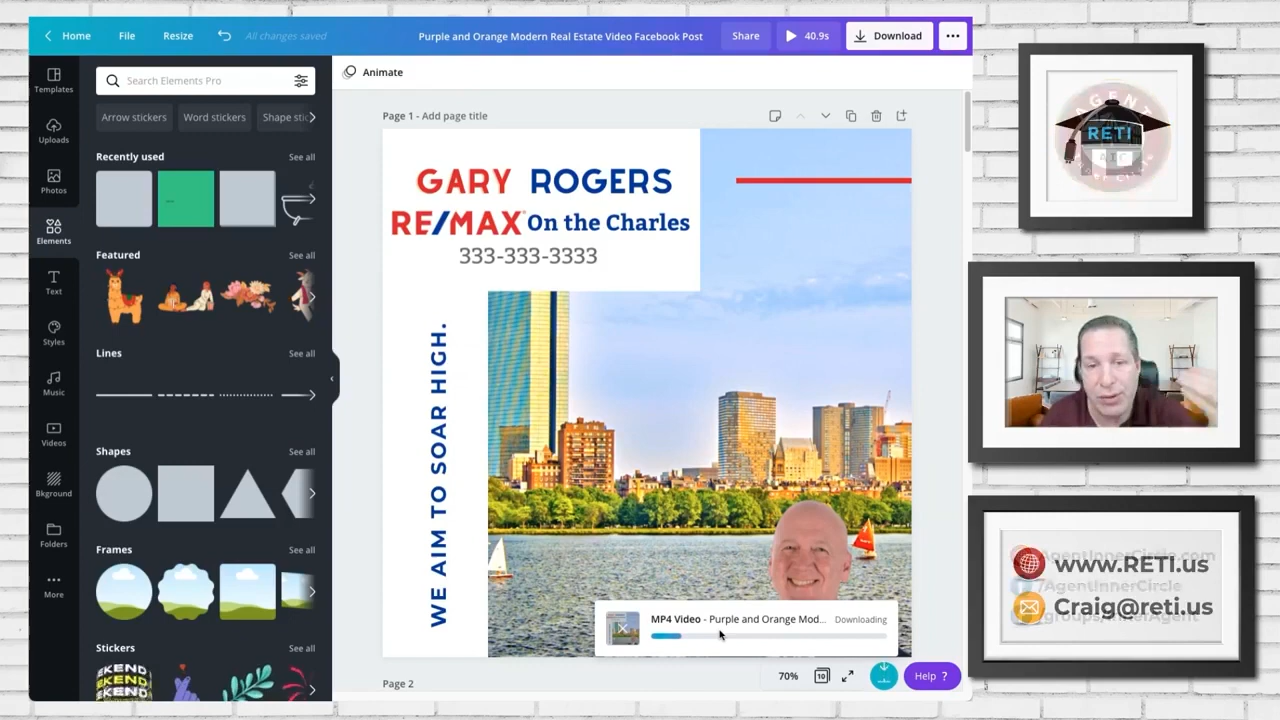 Home File Resize All changes saved Purple and Orange Modern Real Estate Video Facebook Post Share 40.9s Download
Templates
Uploads
Photos
Elements
Text
Styles
Music
Videos
Bkground
Folders
More
Search Elements Pro
Arrow stickers Word stickers Shape stic
Recently used See all
Featured See all
Lines See all
Shapes See all
Frames See all
Stickers See all
EKEND
Animate
Page 1 - Add page title
GARY ROGERS
RE/MAX On the Charles
333-333-3333
WE AIM TO SOAR HIGH.
MP4 Video - Purple and Orange Mod... Downloading
Page 2
70% 10 Help ?
AGENT
RETI
AIC
www.RETI.us
AgentInnerCircle
Craig@reti.us